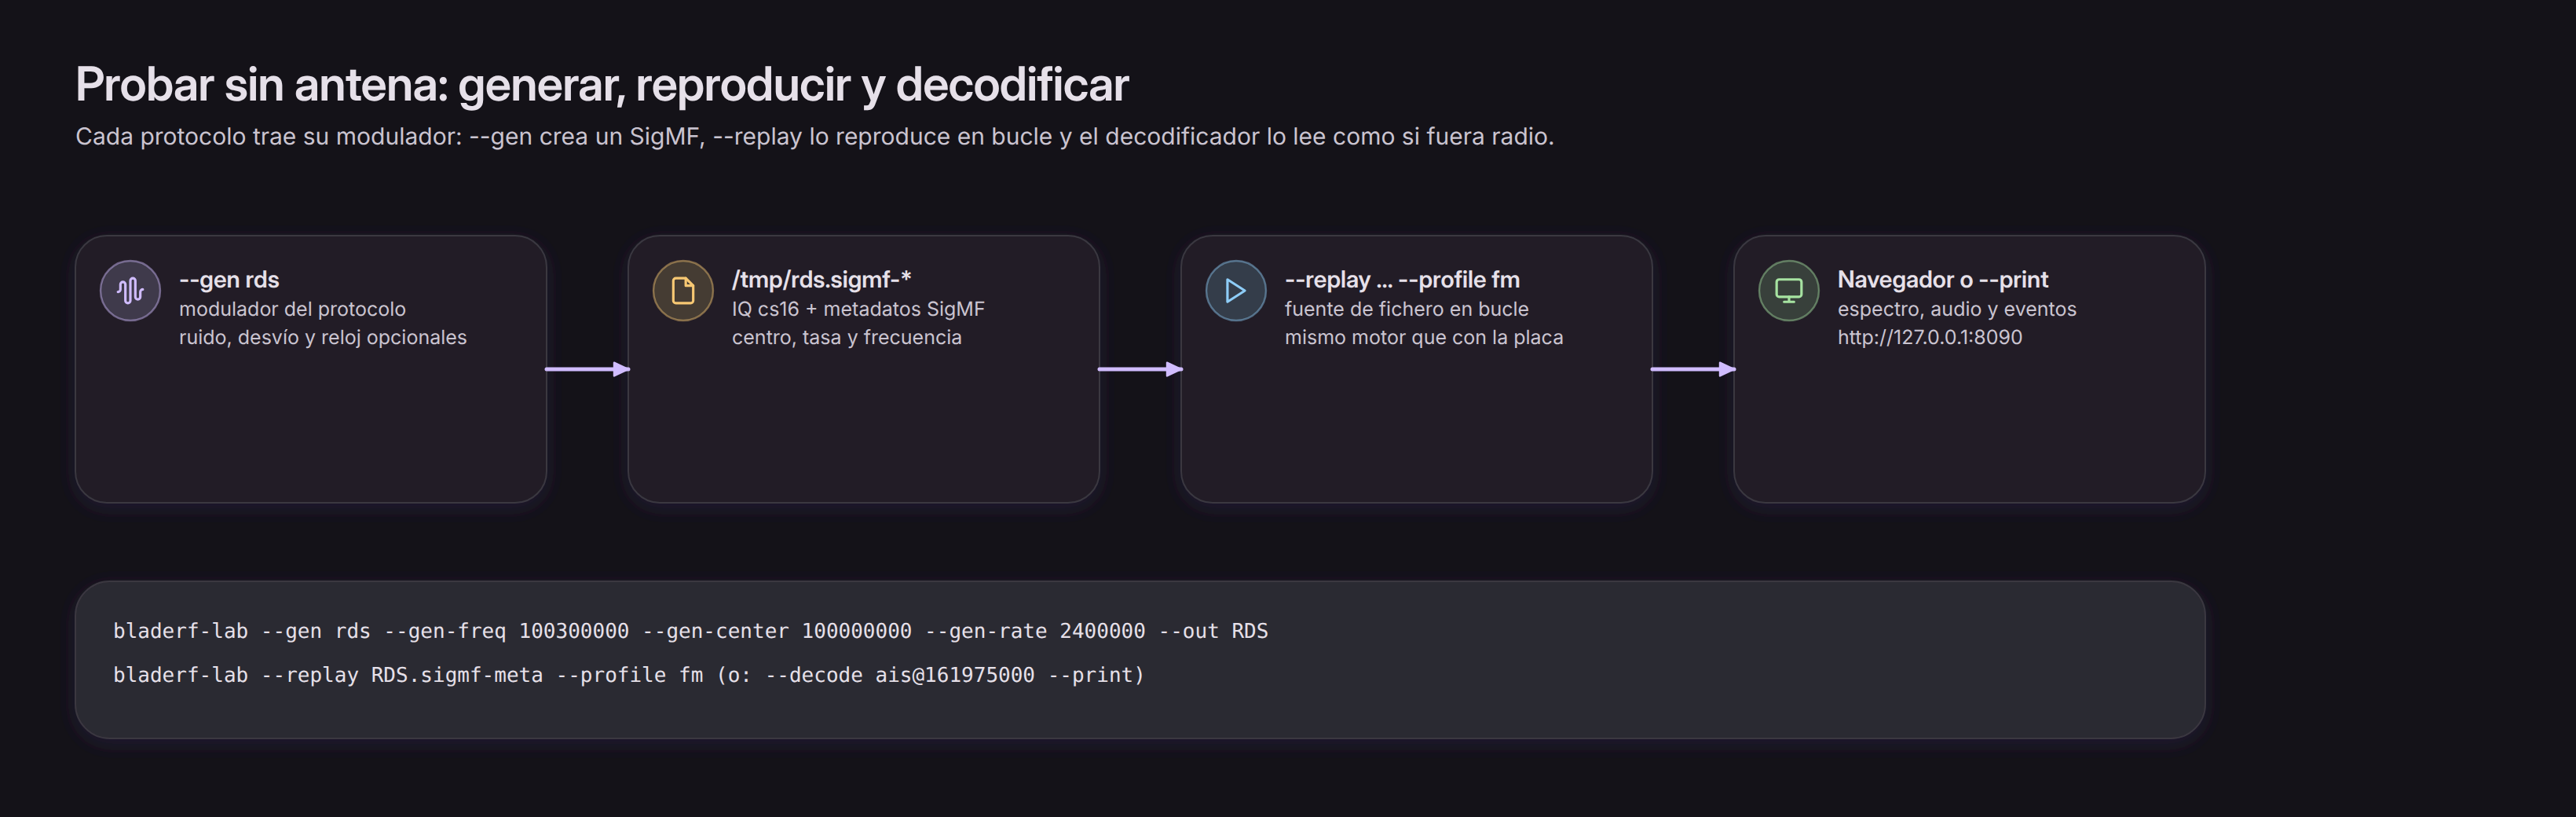 Probar sin antena: generar, reproducir y decodificar
Cada protocolo trae su modulador: --gen crea un SigMF, --replay lo reproduce en bucle y el decodificador lo lee como si fuera radio.
--gen rds
modulador del protocolo
ruido, desvío y reloj opcionales
/tmp/rds.sigmf-*
IQ cs16 + metadatos SigMF
centro, tasa y frecuencia
--replay ... --profile fm
fuente de fichero en bucle
mismo motor que con la placa
Navegador o --print
espectro, audio y eventos
http://127.0.0.1:8090
bladerf-lab --gen rds --gen-freq 100300000 --gen-center 100000000 --gen-rate 2400000 --out RDS
bladerf-lab --replay RDS.sigmf-meta --profile fm (o: --decode ais@161975000 --print)